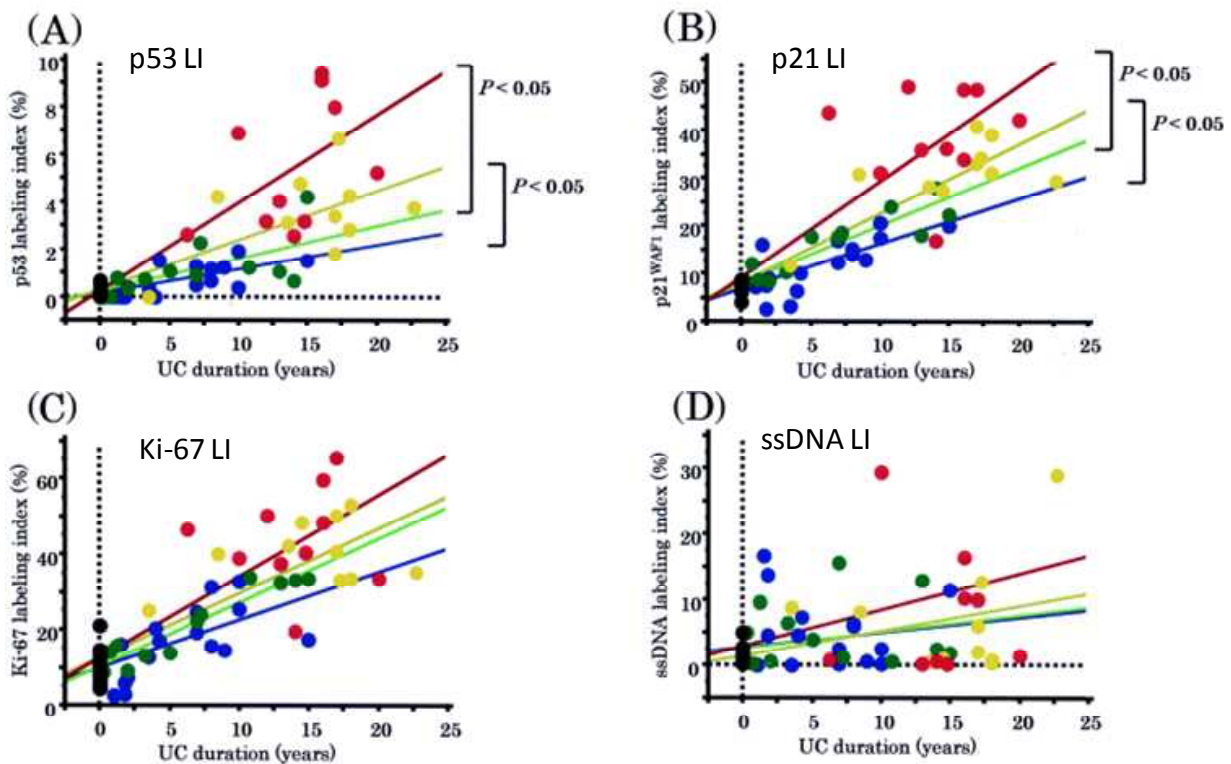 (A)
p53 LI
10
8
6
4
2
0
p53 labeling index (%)
0 5 10 15 20 25
UC duration (years)
P < 0.05
P < 0.05
(B)
p21 LI
50
40
30
20
10
0
p21WAF1 labeling index (%)
0 5 10 15 20 25
UC duration (years)
P < 0.05
P < 0.05
(C)
Ki-67 LI
60
40
20
0
Ki-67 labeling index (%)
0 5 10 15 20 25
UC duration (years)
(D)
ssDNA LI
30
20
10
0
ssDNA labeling index (%)
0 5 10 15 20 25
UC duration (years)